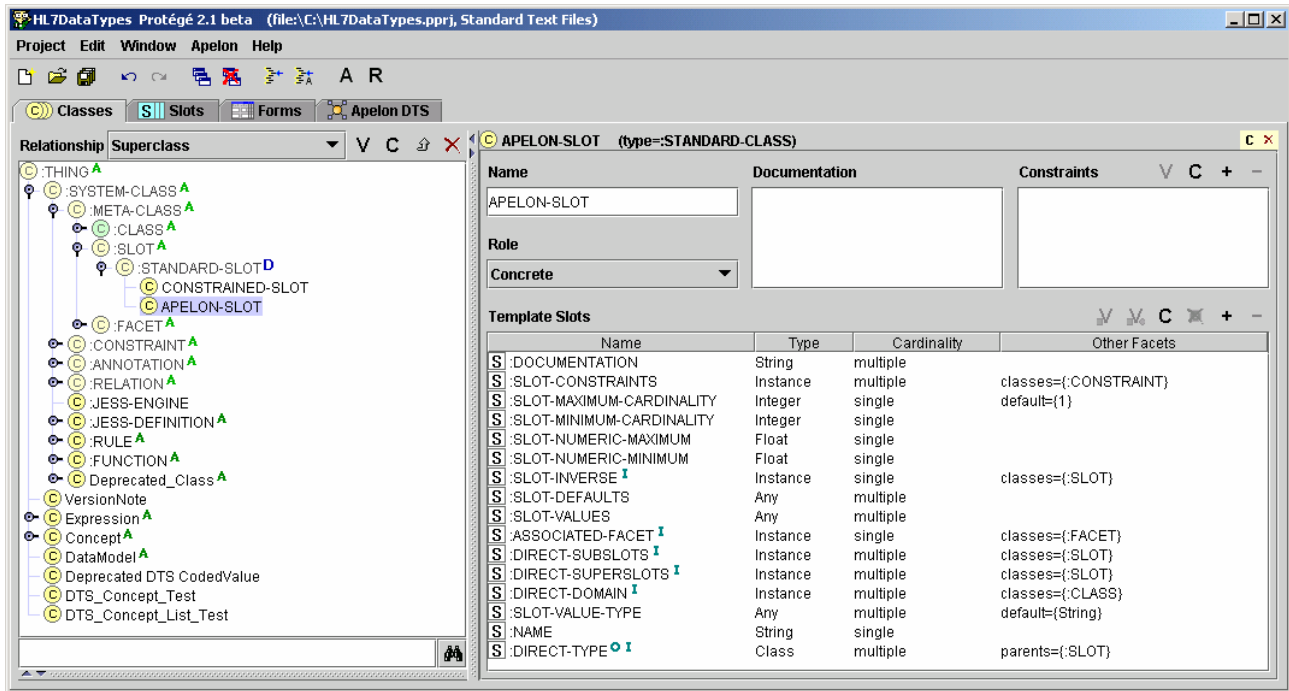 HL7DataTypes Protégé 2.1 beta (file:\C:\HL7DataTypes.pprj, Standard Text Files)
Project Edit Window Apelon Help
A R
C Classes S Slots Forms Apelon DTS
Relationship Superclass V C
C :THING A
C :SYSTEM-CLASS A
C :META-CLASS A
C :CLASS A
C :SLOT A
C :STANDARD-SLOT D
C CONSTRAINED-SLOT
C APELON-SLOT
C :FACET A
C :CONSTRAINT A
C :ANNOTATION A
C :RELATION A
C :JESS-ENGINE
C :JESS-DEFINITION A
C :RULE A
C :FUNCTION A
C Deprecated_Class A
C VersionNote
C Expression A
C Concept A
C DataModel A
C Deprecated DTS CodedValue
C DTS_Concept_Test
C DTS_Concept_List_Test
C APELON-SLOT (type=:STANDARD-CLASS) C ×
Name Documentation Constraints V C + −
APELON-SLOT
Role
Concrete
Template Slots V V C + −
Name Type Cardinality Other Facets
S :DOCUMENTATION String multiple
S :SLOT-CONSTRAINTS Instance multiple classes={:CONSTRAINT}
S :SLOT-MAXIMUM-CARDINALITY Integer single default={1}
S :SLOT-MINIMUM-CARDINALITY Integer single
S :SLOT-NUMERIC-MAXIMUM Float single
S :SLOT-NUMERIC-MINIMUM Float single
S :SLOT-INVERSE I Instance single classes={:SLOT}
S :SLOT-DEFAULTS Any multiple
S :SLOT-VALUES Any multiple
S :ASSOCIATED-FACET I Instance single classes={:FACET}
S :DIRECT-SUBSLOTS I Instance multiple classes={:SLOT}
S :DIRECT-SUPERSLOTS I Instance multiple classes={:SLOT}
S :DIRECT-DOMAIN I Instance multiple classes={:CLASS}
S :SLOT-VALUE-TYPE Any multiple default={String}
S :NAME String single
S :DIRECT-TYPE O I Class multiple parents={:SLOT}